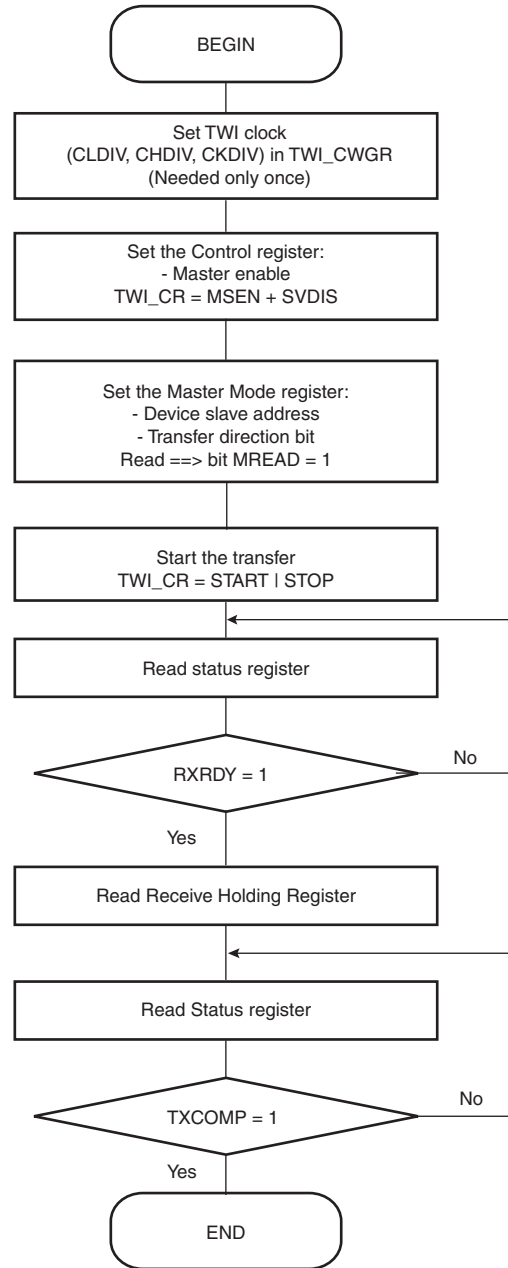 BEGIN
Set TWI clock
(CLDIV, CHDIV, CKDIV) in TWI_CWGR
(Needed only once)
Set the Control register:
- Master enable
TWI_CR = MSEN + SVDIS
Set the Master Mode register:
- Device slave address
- Transfer direction bit
Read ==> bit MREAD = 1
Start the transfer
TWI_CR = START | STOP
Read status register
RXRDY = 1
No
Yes
Read Receive Holding Register
Read Status register
TXCOMP = 1
No
Yes
END